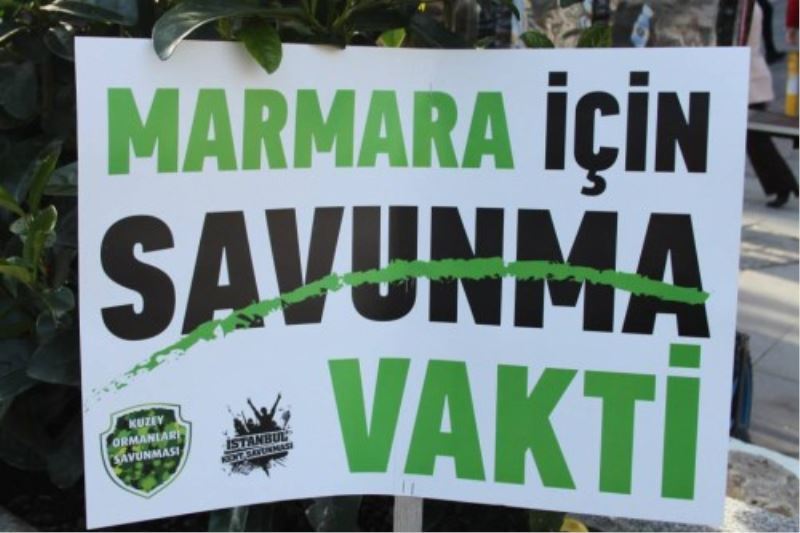 MARMARA İÇİN
SAVUNMA
VAKTİ
KUZEY
ORMANLARI
SAVUNMASI
İSTANBUL
KENT SAVUNMASI